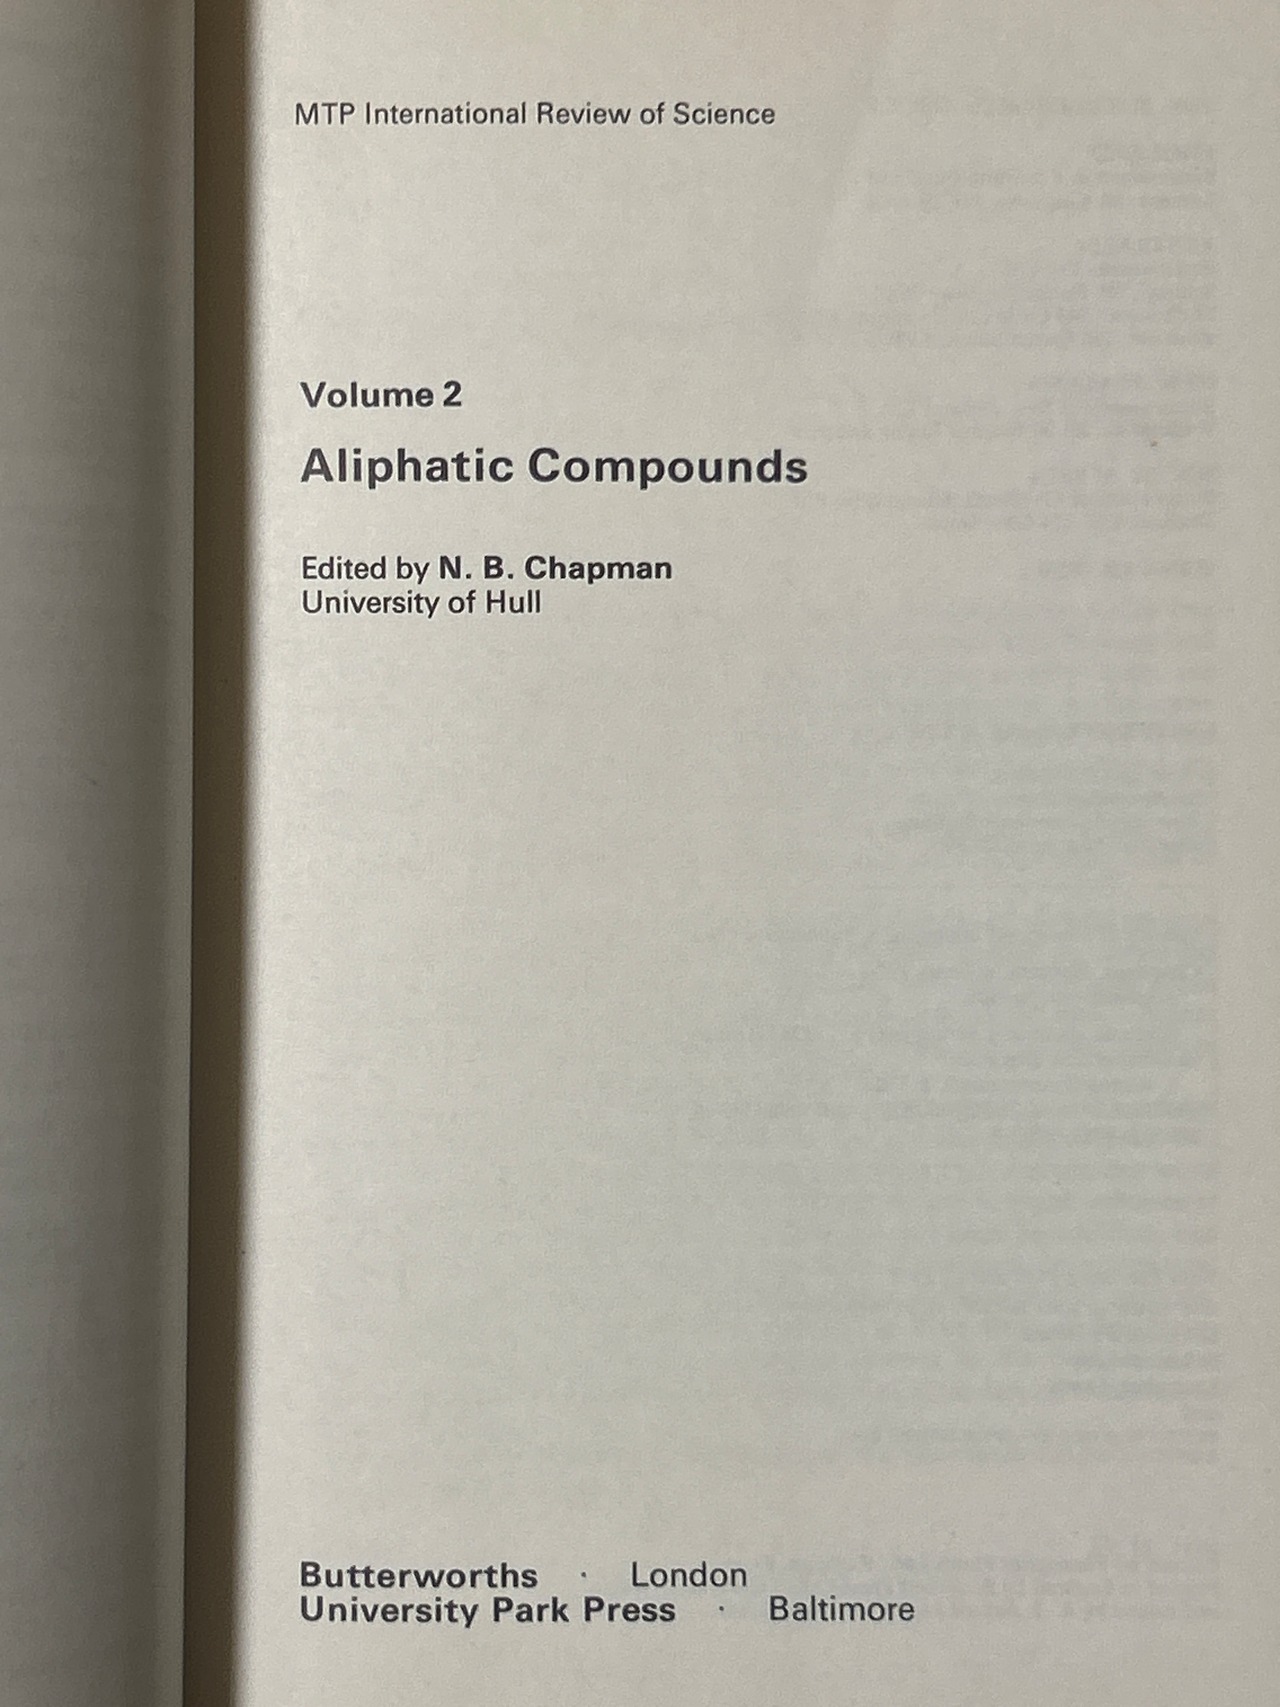 MTP International Review of Science
Volume 2
Aliphatic Compounds
Edited by N. B. Chapman
University of Hull
Butterworths · London
University Park Press · Baltimore